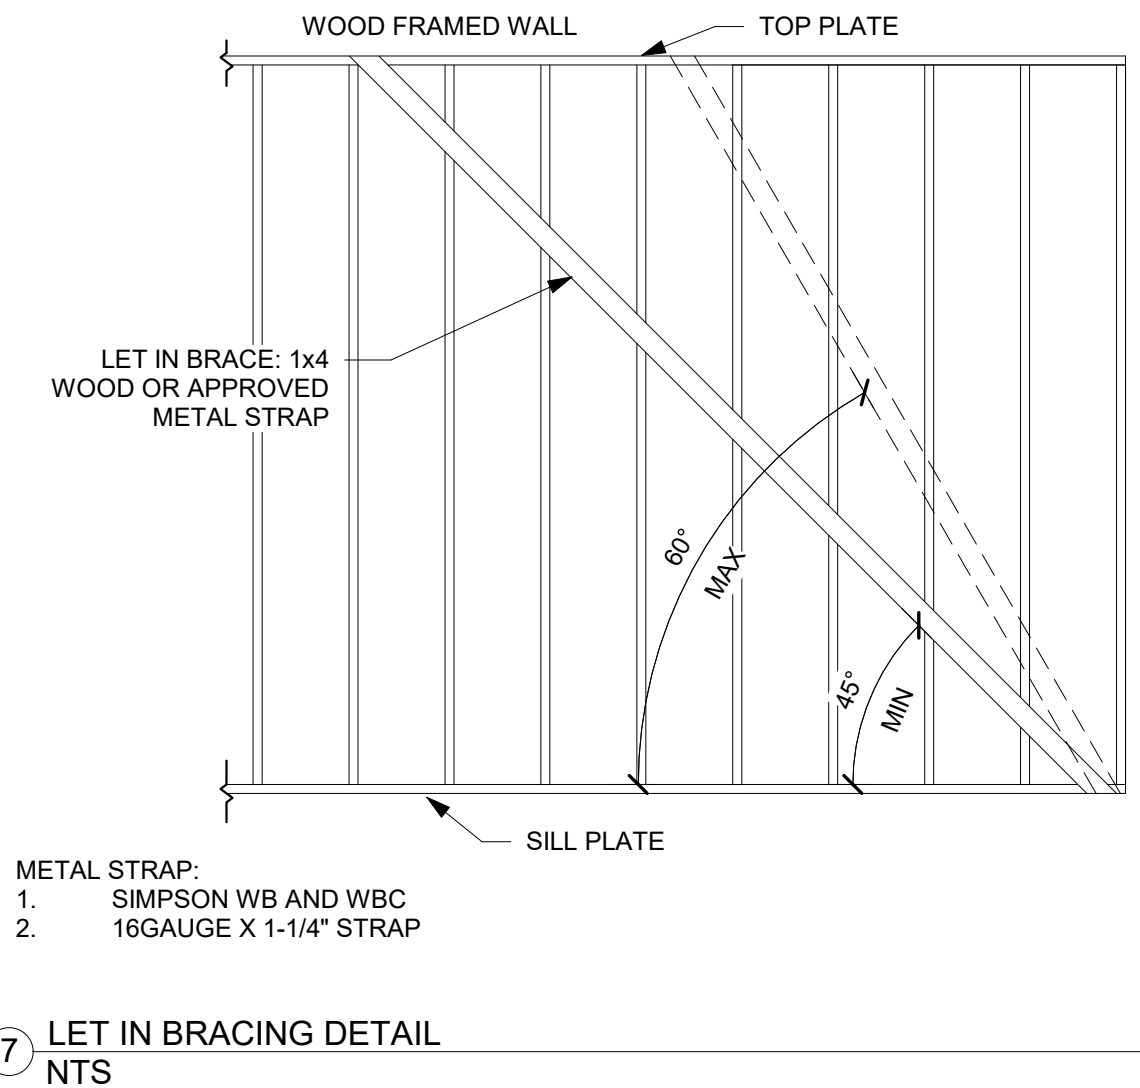 WOOD FRAMED WALL
TOP PLATE
LET IN BRACE: 1x4
WOOD OR APPROVED
METAL STRAP
60°
MAX
45°
MIN
SILL PLATE
METAL STRAP:
1. SIMPSON WB AND WBC
2. 16GAUGE X 1-1/4" STRAP
7 LET IN BRACING DETAIL
NTS